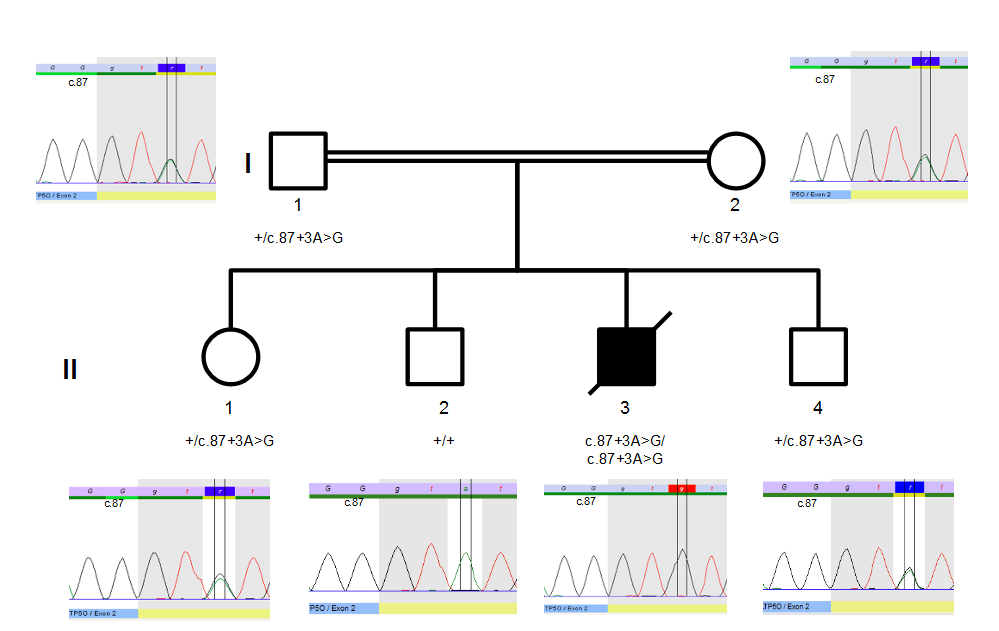 G G g t r t
c.87
P5O / Exon 2
G G g t r t
c.87
P5O / Exon 2
I
1
2
+/c.87+3A>G
+/c.87+3A>G
II
1
2
3
4
+/c.87+3A>G
+/+
c.87+3A>G/
c.87+3A>G
+/c.87+3A>G
G G g t r t
c.87
TP5O / Exon 2
G G g t a t
c.87
P5O / Exon 2
G G g t g t
c.87
TP5O / Exon 2
G G g t r t
c.87
TP5O / Exon 2